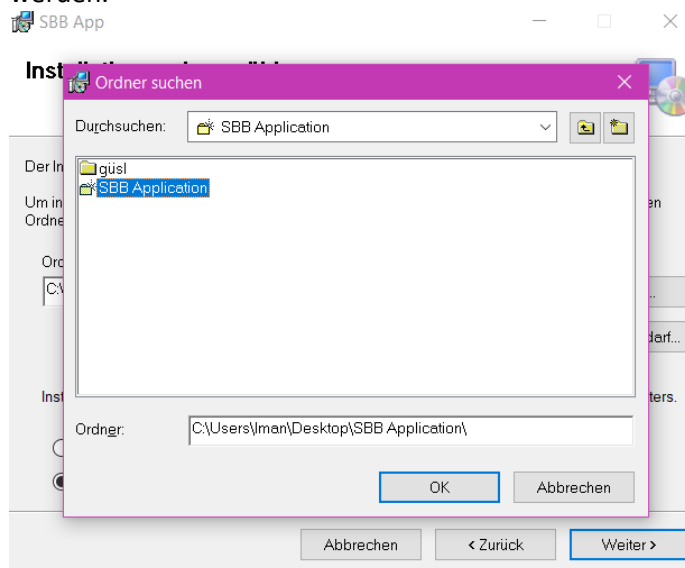 SBB App
Inst
Ordner suchen
Durchsuchen: SBB Application
güsl
SBB Application
Der In
Um in
en
Ordne
Ord
C:\
..
darf...
Inst
ters.
Ordner: C:\Users\Iman\Desktop\SBB Application\
OK Abbrechen
Abbrechen < Zurück Weiter >